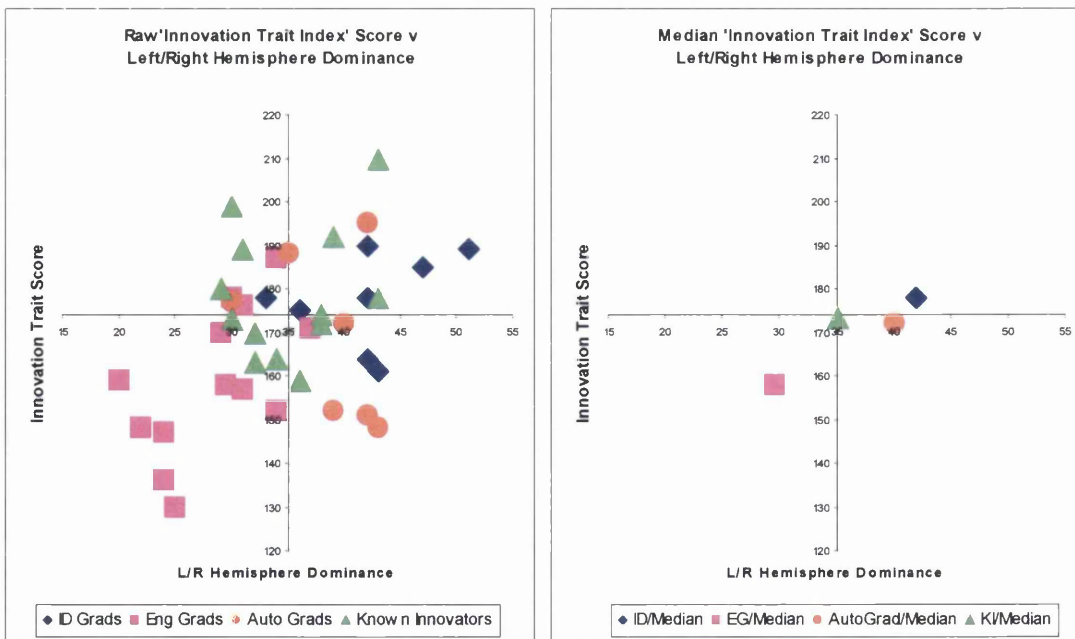 Raw 'Innovation Trait Index' Score v
Left/Right Hemisphere Dominance
220
210
200
190
180
170
160
150
140
130
120
15 20 25 30 35 40 45 50 55
Innovation Trait Score
L/R Hemisphere Dominance
ID Grads Eng Grads Auto Grads Known Innovators
Median 'Innovation Trait Index' Score v
Left/Right Hemisphere Dominance
220
210
200
190
180
170
160
150
140
130
120
15 20 25 30 35 40 45 50 55
Innovation Trait Score
L/R Hemisphere Dominance
ID/Median EG/Median AutoGrad/Median KI/Median